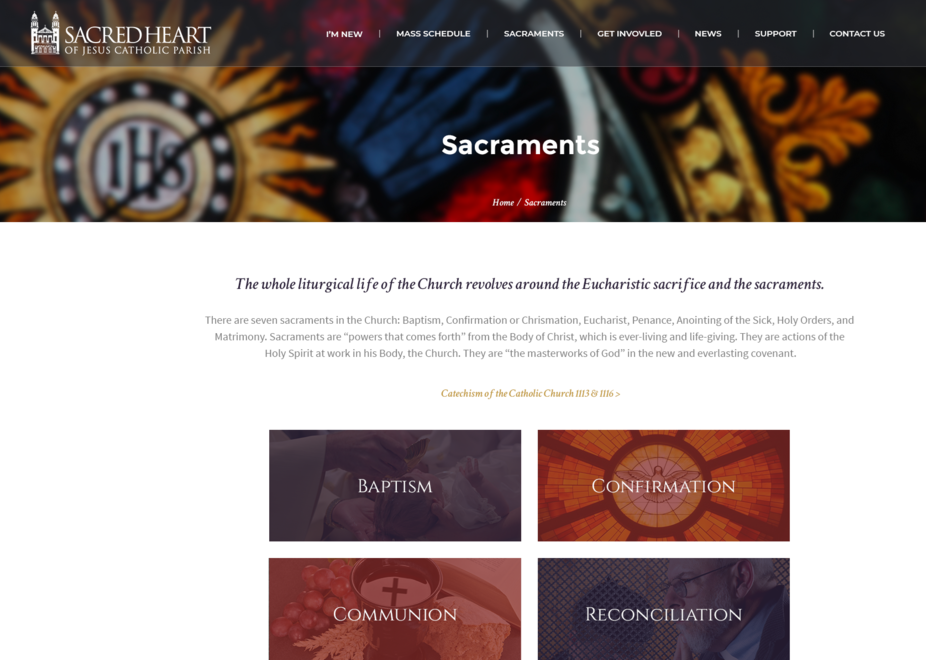 SACRED HEART
OF JESUS CATHOLIC PARISH
I'M NEW | MASS SCHEDULE | SACRAMENTS | GET INVOVLED | NEWS | SUPPORT | CONTACT US
IHS
Sacraments
Home / Sacraments
The whole liturgical life of the Church revolves around the Eucharistic sacrifice and the sacraments.
There are seven sacraments in the Church: Baptism, Confirmation or Chrismation, Eucharist, Penance, Anointing of the Sick, Holy Orders, and
Matrimony. Sacraments are “powers that comes forth” from the Body of Christ, which is ever-living and life-giving. They are actions of the
Holy Spirit at work in his Body, the Church. They are “the masterworks of God” in the new and everlasting covenant.
Catechism of the Catholic Church 1113 & 1116 >
Baptism
Confirmation
Communion
Reconciliation